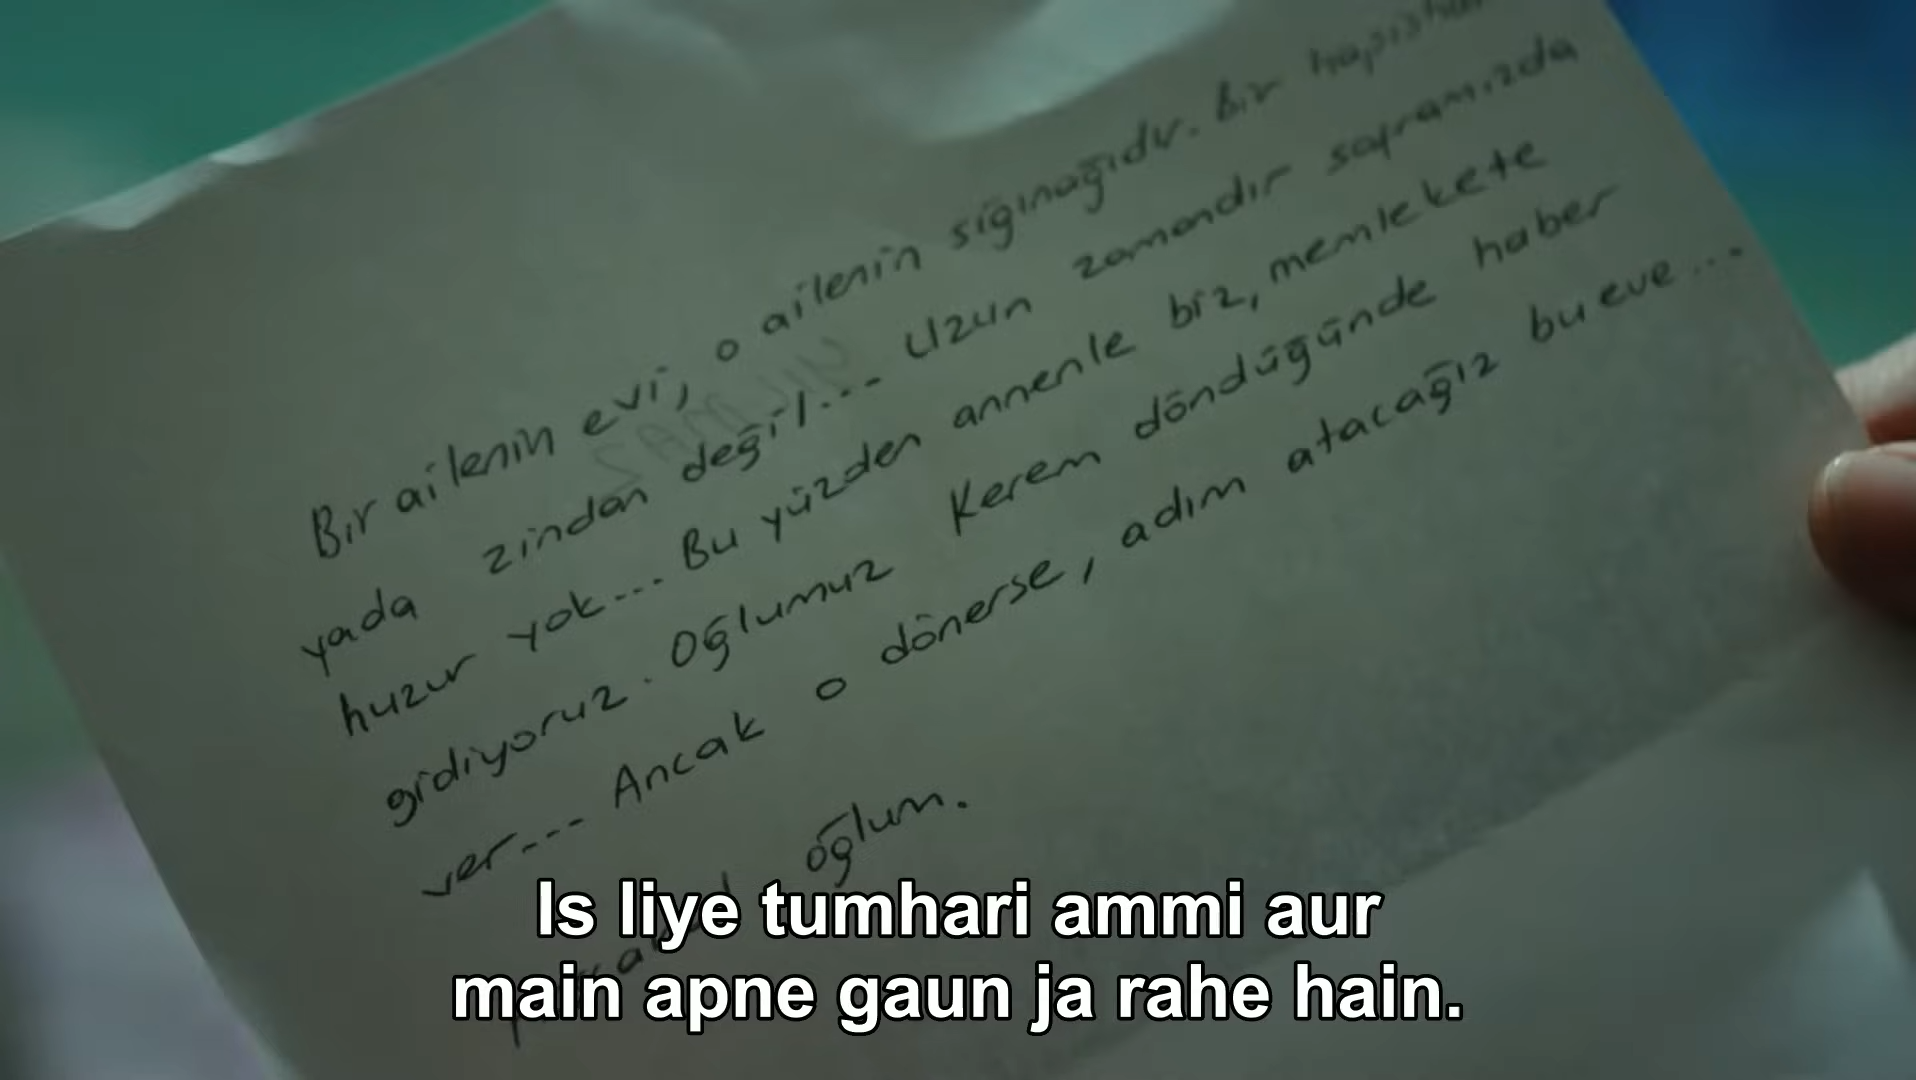 Bir ailenin evi, o ailenin sığınağıdır. Bir
yada zindan değil... Uzun zamandır soframızda
huzur yok... Bu yüzden annenle biz, memlekete
gidiyoruz. Oğlumuz Kerem döndüğünde haber
ver... Ancak o dönerse, adım atacağız bu eve...
oğlum.
Is liye tumhari ammi aur
main apne gaun ja rahe hain.